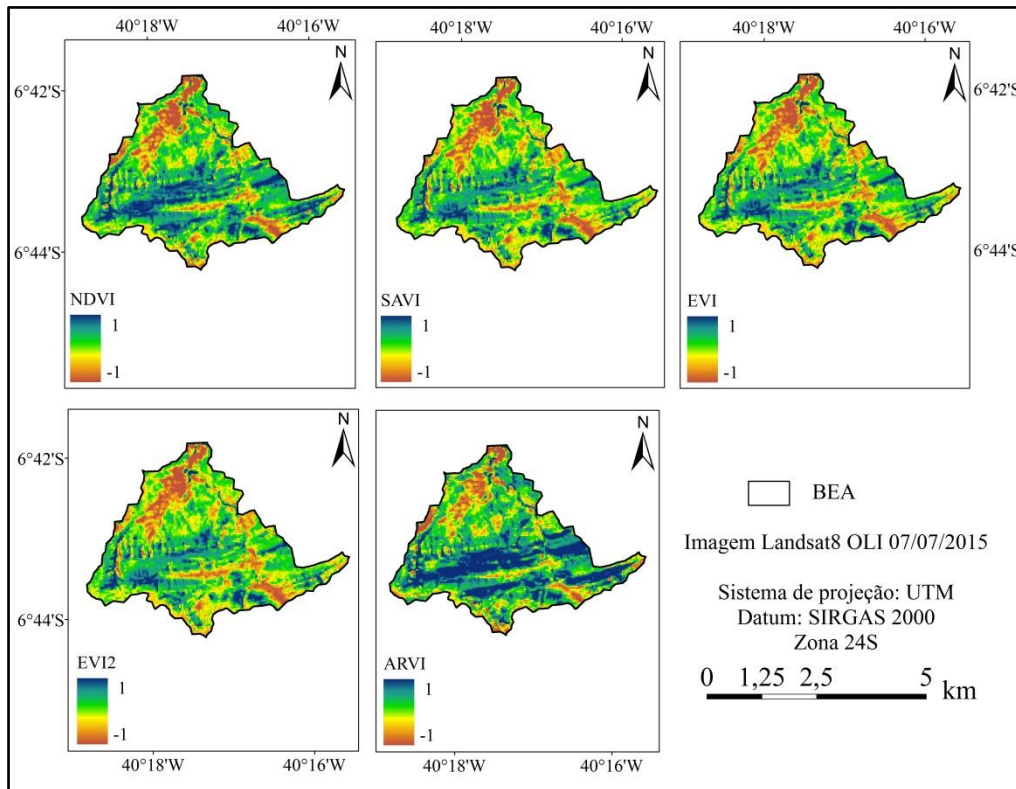 40°18'W
40°16'W
40°18'W
40°16'W
40°18'W
40°16'W
N
N
N
6°42'S
6°42'S
6°44'S
6°44'S
NDVI
1
-1
SAVI
1
-1
EVI
1
-1
N
N
6°42'S
6°44'S
EVI2
1
-1
ARVI
1
-1
40°18'W
40°16'W
40°18'W
40°16'W
BEA
Imagem Landsat8 OLI 07/07/2015
Sistema de projeção: UTM
Datum: SIRGAS 2000
Zona 24S
0 1,25 2,5 5
km